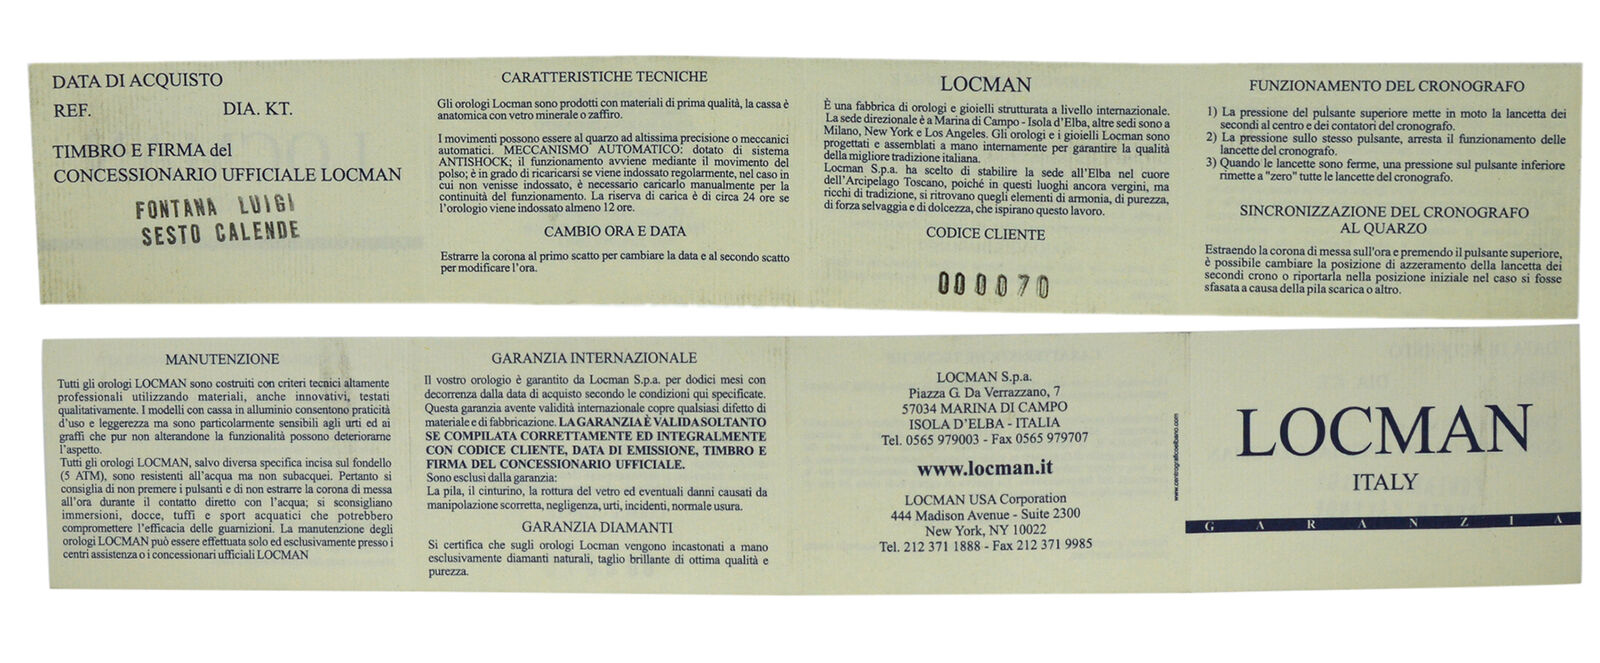 DATA DI ACQUISTO
REF. DIA. KT.
TIMBRO E FIRMA del
CONCESSIONARIO UFFICIALE LOCMAN
FONTANA LUIGI
SESTO CALENDE
CARATTERISTICHE TECNICHE
Gli orologi Locman sono prodotti con materiali di prima qualità, la cassa è
anatomica con vetro minerale o zaffiro.
I movimenti possono essere al quarzo ad altissima precisione o meccanici
automatici. MECCANISMO AUTOMATICO: dotato di sistema
ANTISHOCK; il funzionamento avviene mediante il movimento del
polso; è in grado di ricaricarsi se viene indossato regolarmente, nel caso in
cui non venisse indossato, è necessario caricarlo manualmente per la
continuità del funzionamento. La riserva di carica è di circa 24 ore se
l'orologio viene indossato almeno 12 ore.
CAMBIO ORA E DATA
Estrarre la corona al primo scatto per cambiare la data e al secondo scatto
per modificare l'ora.
LOCMAN
È una fabbrica di orologi e gioielli strutturata a livello internazionale.
La sede direzionale è a Marina di Campo - Isola d'Elba, altre sedi sono a
Milano, New York e Los Angeles. Gli orologi e i gioielli Locman sono
progettati e assemblati a mano internamente per garantire la qualità
della migliore tradizione italiana.
Locman S.p.a. ha scelto di stabilire la sede all'Elba nel cuore
dell'Arcipelago Toscano, poiché in questi luoghi ancora vergini, ma
ricchi di tradizione, si ritrovano quegli elementi di armonia, di purezza,
di forza selvaggia e di dolcezza, che ispirano questo lavoro.
CODICE CLIENTE
000070
FUNZIONAMENTO DEL CRONOGRAFO
1) La pressione del pulsante superiore mette in moto la lancetta dei
secondi al centro e dei contatori del cronografo.
2) La pressione sullo stesso pulsante, arresta il funzionamento delle
lancette del cronografo.
3) Quando le lancette sono ferme, una pressione sul pulsante inferiore
rimette a "zero" tutte le lancette del cronografo.
SINCRONIZZAZIONE DEL CRONOGRAFO
AL QUARZO
Estraendo la corona di messa sull'ora e premendo il pulsante superiore,
è possibile cambiare la posizione di azzeramento della lancetta dei
secondi crono o riportarla nella posizione iniziale nel caso si fosse
sfasata a causa della pila scarica o altro.
MANUTENZIONE
Tutti gli orologi LOCMAN sono costruiti con criteri tecnici altamente
professionali utilizzando materiali, anche innovativi, testati
qualitativamente. I modelli con cassa in alluminio consentono praticità
d'uso e leggerezza ma sono particolarmente sensibili agli urti ed ai
graffi che pur non alterandone la funzionalità possono deteriorarne
l'aspetto.
Tutti gli orologi LOCMAN, salvo diversa specifica incisa sul fondello
(5 ATM), sono resistenti all'acqua ma non subacquei. Pertanto si
consiglia di non premere i pulsanti e di non estrarre la corona di messa
all'ora durante il contatto diretto con l'acqua; si sconsigliano
immersioni, docce, tuffi e sport acquatici che potrebbero
compromettere l'efficacia delle guarnizioni. La manutenzione degli
orologi LOCMAN può essere effettuata solo ed esclusivamente presso i
centri assistenza o i concessionari ufficiali LOCMAN
GARANZIA INTERNAZIONALE
Il vostro orologio è garantito da Locman S.p.a. per dodici mesi con
decorrenza dalla data di acquisto secondo le condizioni qui specificate.
Questa garanzia avente validità internazionale copre qualsiasi difetto di
materiale e di fabbricazione. LA GARANZIA È VALIDA SOLTANTO
SE COMPILATA CORRETTAMENTE ED INTEGRALMENTE
CON CODICE CLIENTE, DATA DI EMISSIONE, TIMBRO E
FIRMA DEL CONCESSIONARIO UFFICIALE.
Sono esclusi dalla garanzia:
La pila, il cinturino, la rottura del vetro ed eventuali danni causati da
manipolazione scorretta, negligenza, urti, incidenti, normale usura.
GARANZIA DIAMANTI
Si certifica che sugli orologi Locman vengono incastonati a mano
esclusivamente diamanti naturali, taglio brillante di ottima qualità e
purezza.
LOCMAN S.p.a.
Piazza G. Da Verrazzano, 7
57034 MARINA DI CAMPO
ISOLA D'ELBA - ITALIA
Tel. 0565 979003 - Fax 0565 979707
www.locman.it
LOCMAN USA Corporation
444 Madison Avenue - Suite 2300
New York, NY 10022
Tel. 212 371 1888 - Fax 212 371 9985
www.centrograficoelbano.com
LOCMAN
ITALY
GARANZIA